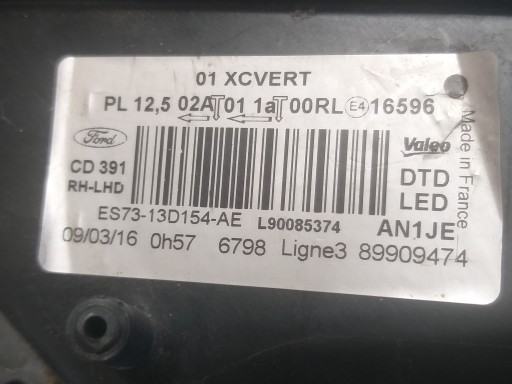 01 XCVERT
PL 12,5 02A 01 1a 00RL E4 16596
Ford
Valeo
CD 391
RH-LHD
DTD
LED
ES73-13D154-AE L90085374 AN1JE
09/03/16 0h57 6798 Ligne3 89909474
Made in France